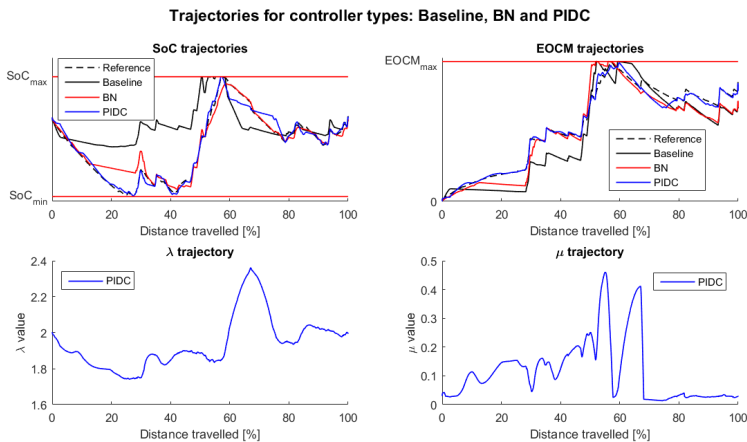 Trajectories for controller types: Baseline, BN and PIDC
SoC trajectories
SoCmax
SoCmin
Reference
Baseline
BN
PIDC
0 20 40 60 80 100
Distance travelled [%]
EOCM trajectories
EOCMmax
0
Reference
Baseline
BN
PIDC
0 20 40 60 80 100
Distance travelled [%]
λ trajectory
λ value
2.4
2.2
2
1.8
1.6
PIDC
0 20 40 60 80 100
Distance travelled [%]
μ trajectory
μ value
0.5
0.4
0.3
0.2
0.1
0
PIDC
0 20 40 60 80 100
Distance travelled [%]